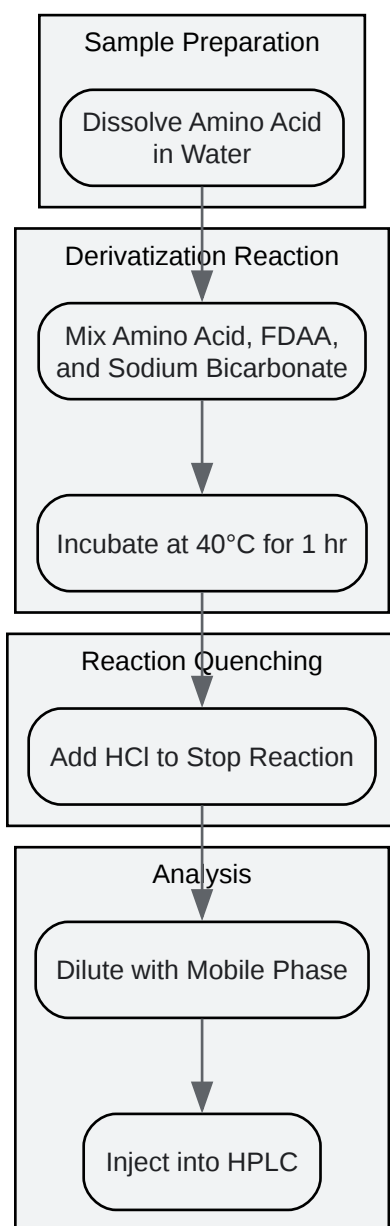 Sample Preparation
Dissolve Amino Acid
in Water
Derivatization Reaction
Mix Amino Acid, FDAA,
and Sodium Bicarbonate
Incubate at 40°C for 1 hr
Reaction Quenching
Add HCl to Stop Reaction
Analysis
Dilute with Mobile Phase
Inject into HPLC